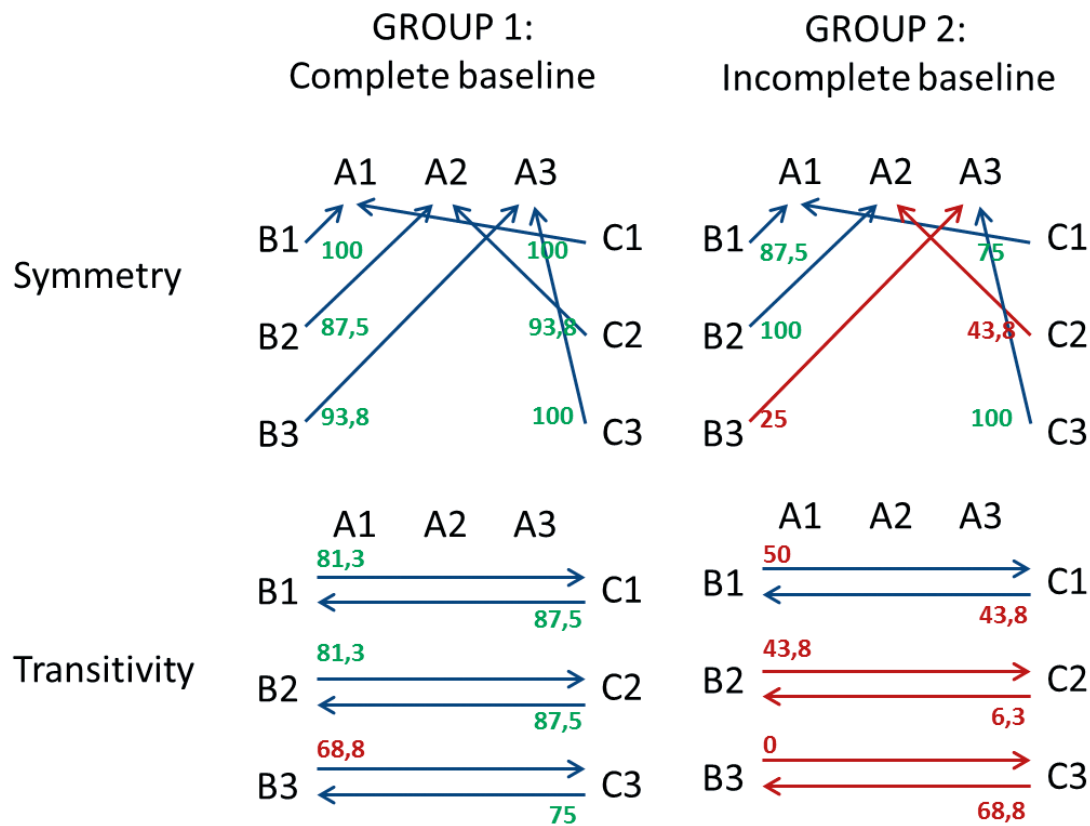 GROUP 1:
Complete baseline
GROUP 2:
Incomplete baseline
A1 A2 A3
A1 A2 A3
B1 100 100 C1
B1 87,5 75 C1
Symmetry
B2 87,5 93,8 C2
B2 100 43,8 C2
B3 93,8 100 C3
B3 25 100 C3
A1 A2 A3
A1 A2 A3
81,3
50
B1 C1
B1 C1
87,5
43,8
81,3
43,8
Transitivity
B2 C2
B2 C2
87,5
6,3
68,8
0
B3 C3
B3 C3
75
68,8